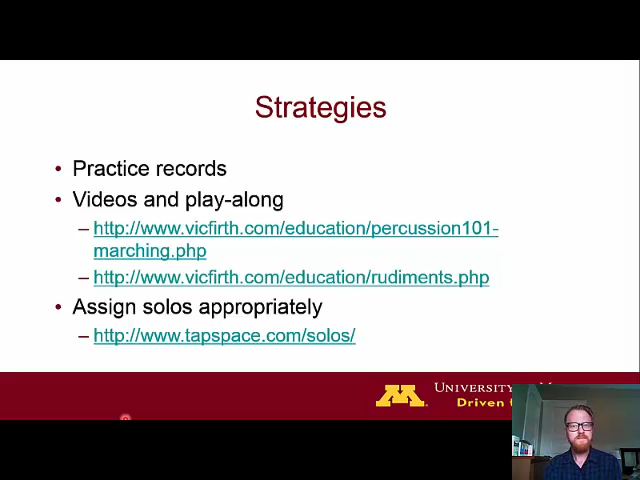 Strategies
• Practice records
• Videos and play-along
– http://www.vicfirth.com/education/percussion101-
marching.php
– http://www.vicfirth.com/education/rudiments.php
• Assign solos appropriately
– http://www.tapspace.com/solos/
UNIVERSITY
Driven